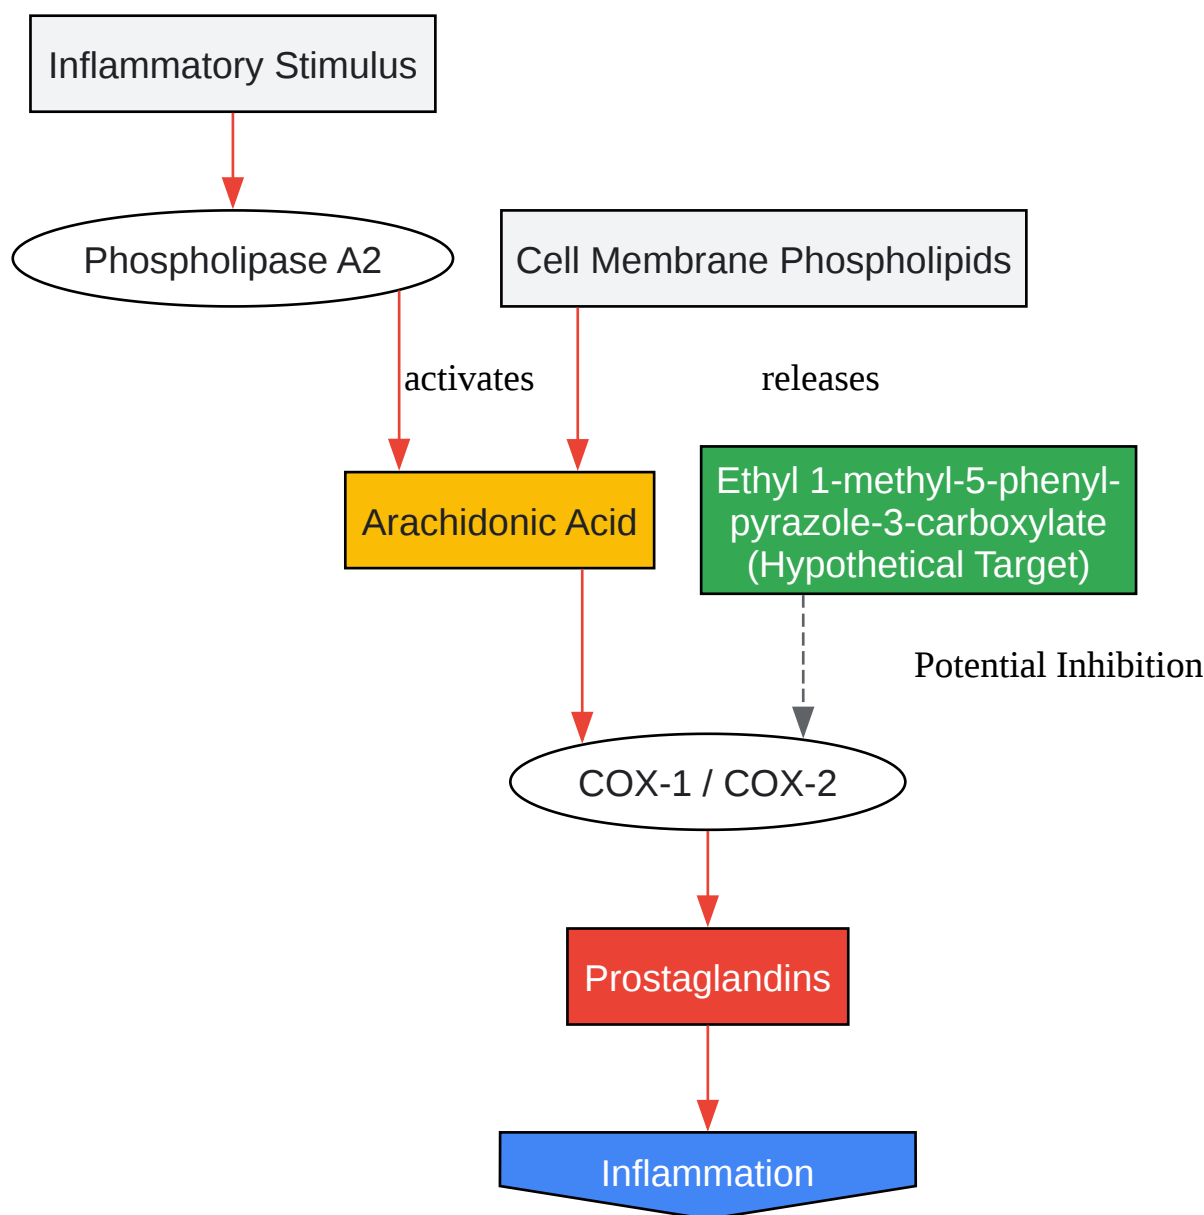 Inflammatory Stimulus
Phospholipase A2
Cell Membrane Phospholipids
activates
releases
Arachidonic Acid
Ethyl 1-methyl-5-phenyl-
pyrazole-3-carboxylate
(Hypothetical Target)
Potential Inhibition
COX-1 / COX-2
Prostaglandins
Inflammation